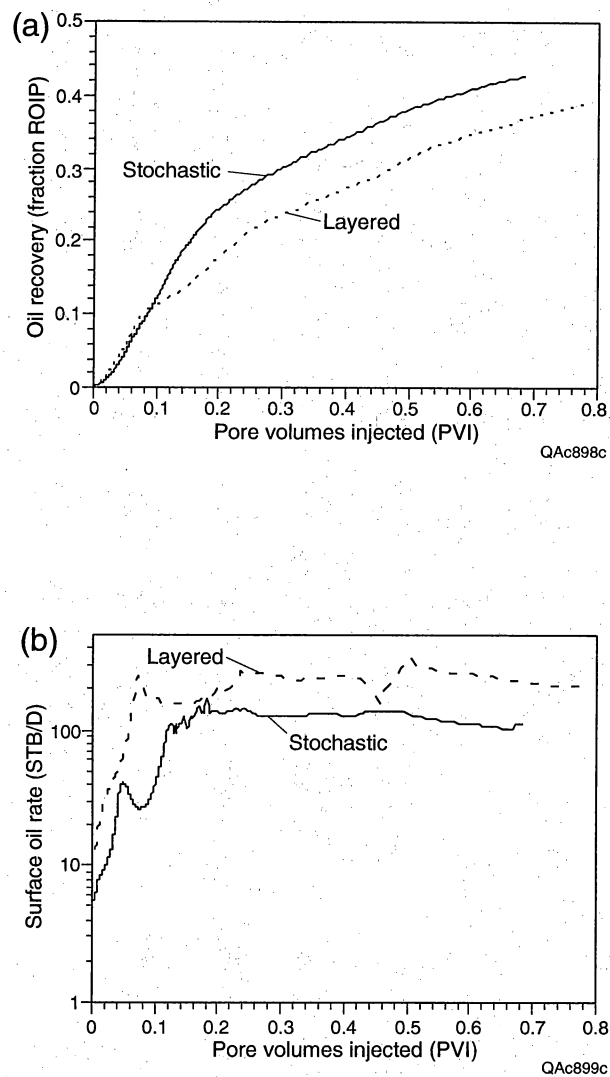 (a)
0.5
0.4
0.3
0.2
0.1
0
Oil recovery (fraction ROIP)
Stochastic
Layered
0 0.1 0.2 0.3 0.4 0.5 0.6 0.7 0.8
Pore volumes injected (PVI)
QAc898c
(b)
Layered
100
10
1
Surface oil rate (STB/D)
Stochastic
0 0.1 0.2 0.3 0.4 0.5 0.6 0.7 0.8
Pore volumes injected (PVI)
QAc899c